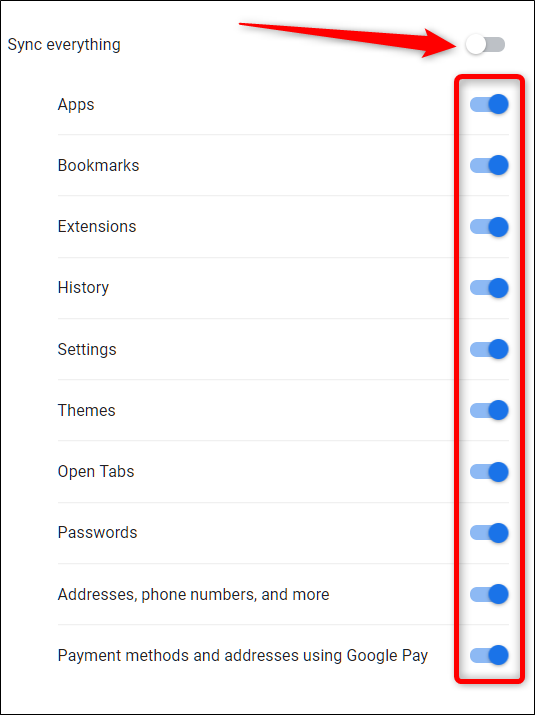 Sync everything
Apps
Bookmarks
Extensions
History
Settings
Themes
Open Tabs
Passwords
Addresses, phone numbers, and more
Payment methods and addresses using Google Pay